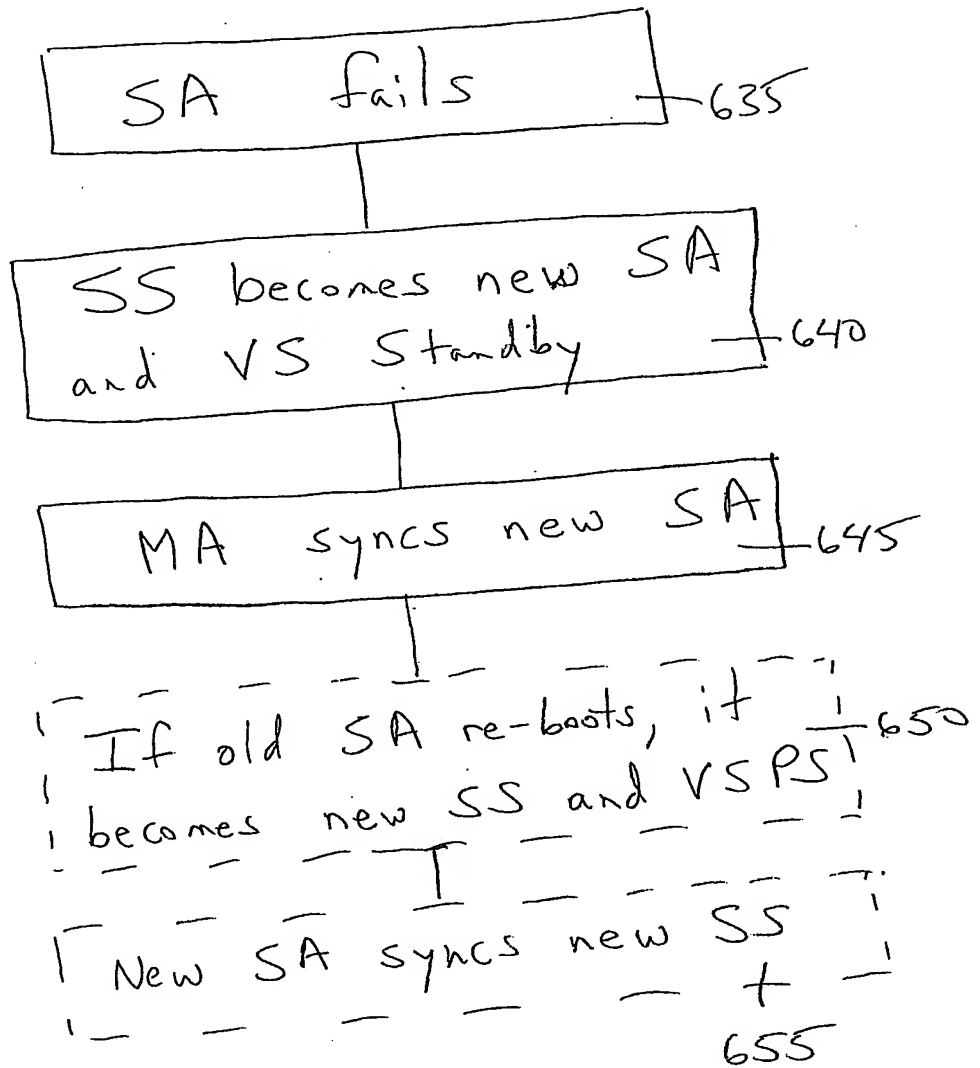 SA fails
635
SS becomes new SA
and VS Standby
640
MA syncs new SA
645
If old SA re-boots, it
650
becomes new SS and VSPS
New SA syncs new SS
655